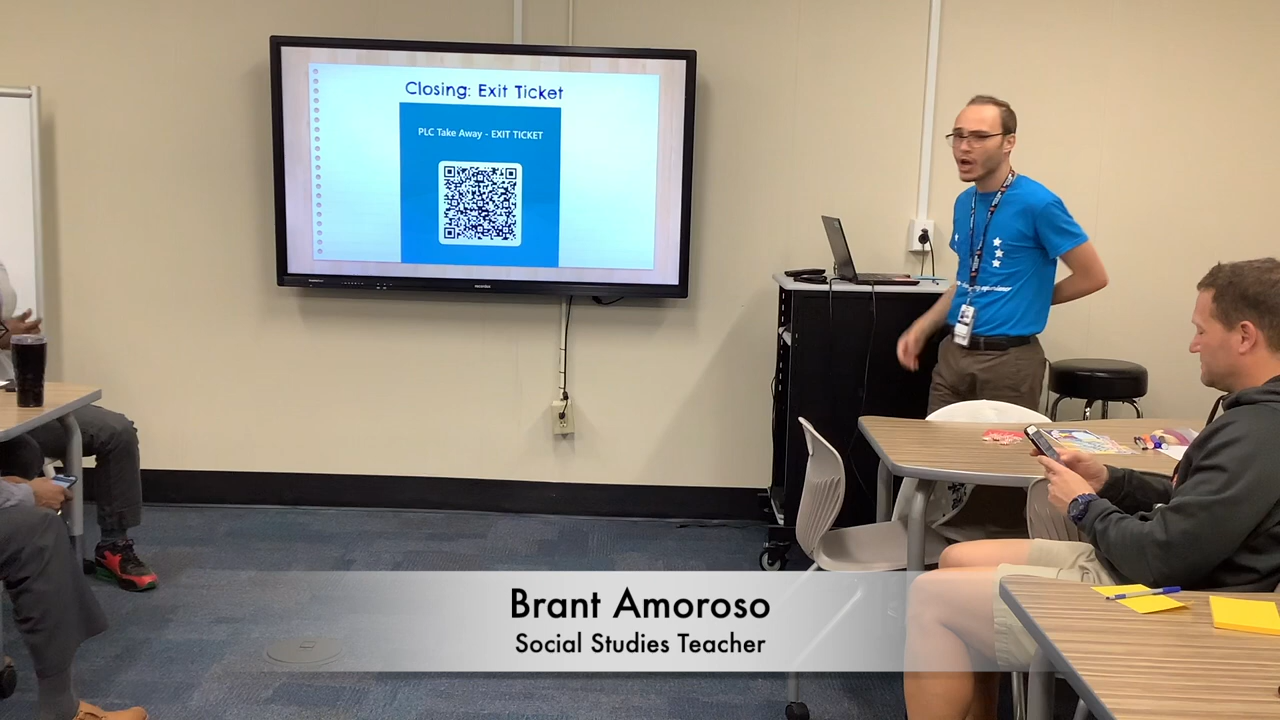 Closing: Exit Ticket
PLC Take Away - EXIT TICKET
Brant Amoroso
Social Studies Teacher